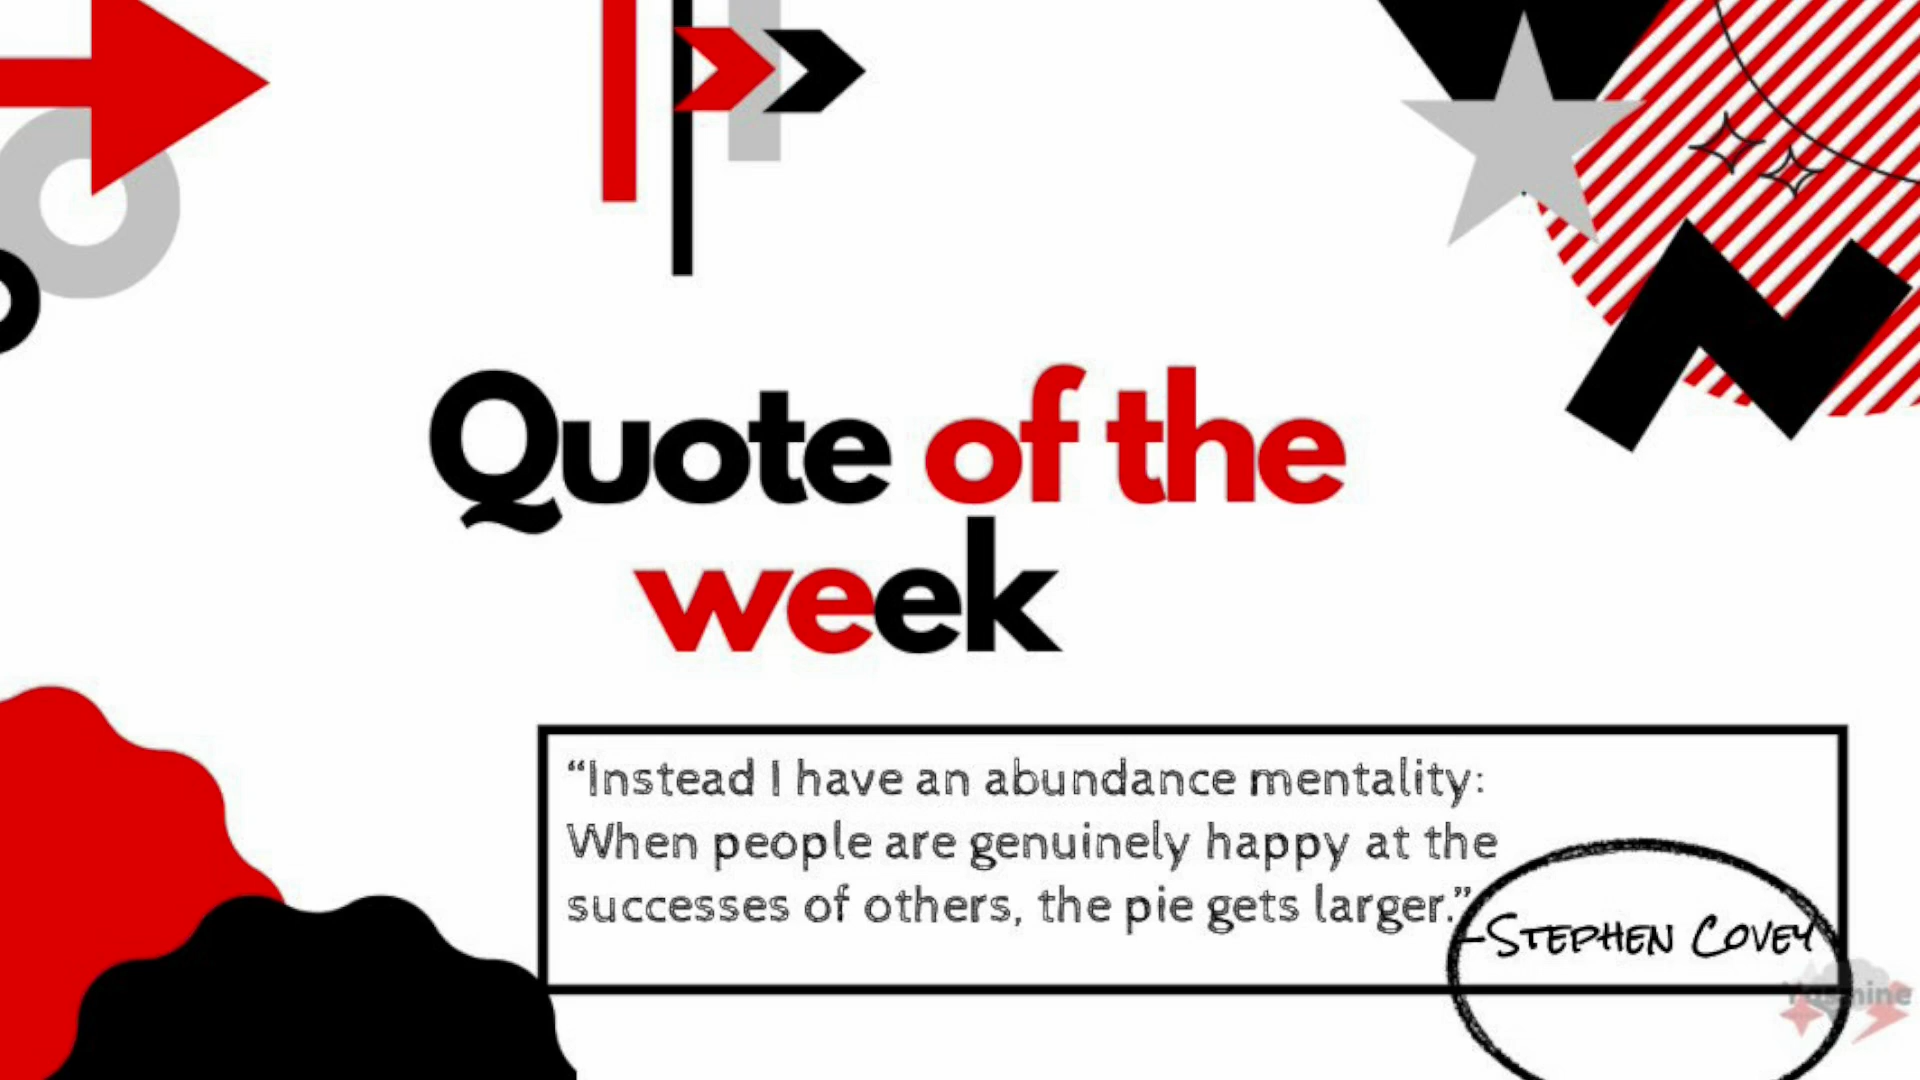 Quote of the
week
“Instead I have an abundance mentality:
When people are genuinely happy at the
successes of others, the pie gets larger.”
-Stephen Covey
Yasmine